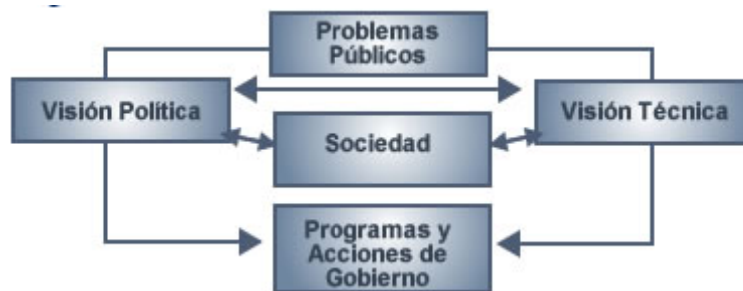 Problemas
Públicos
Visión Política
Visión Técnica
Sociedad
Programas y
Acciones de
Gobierno